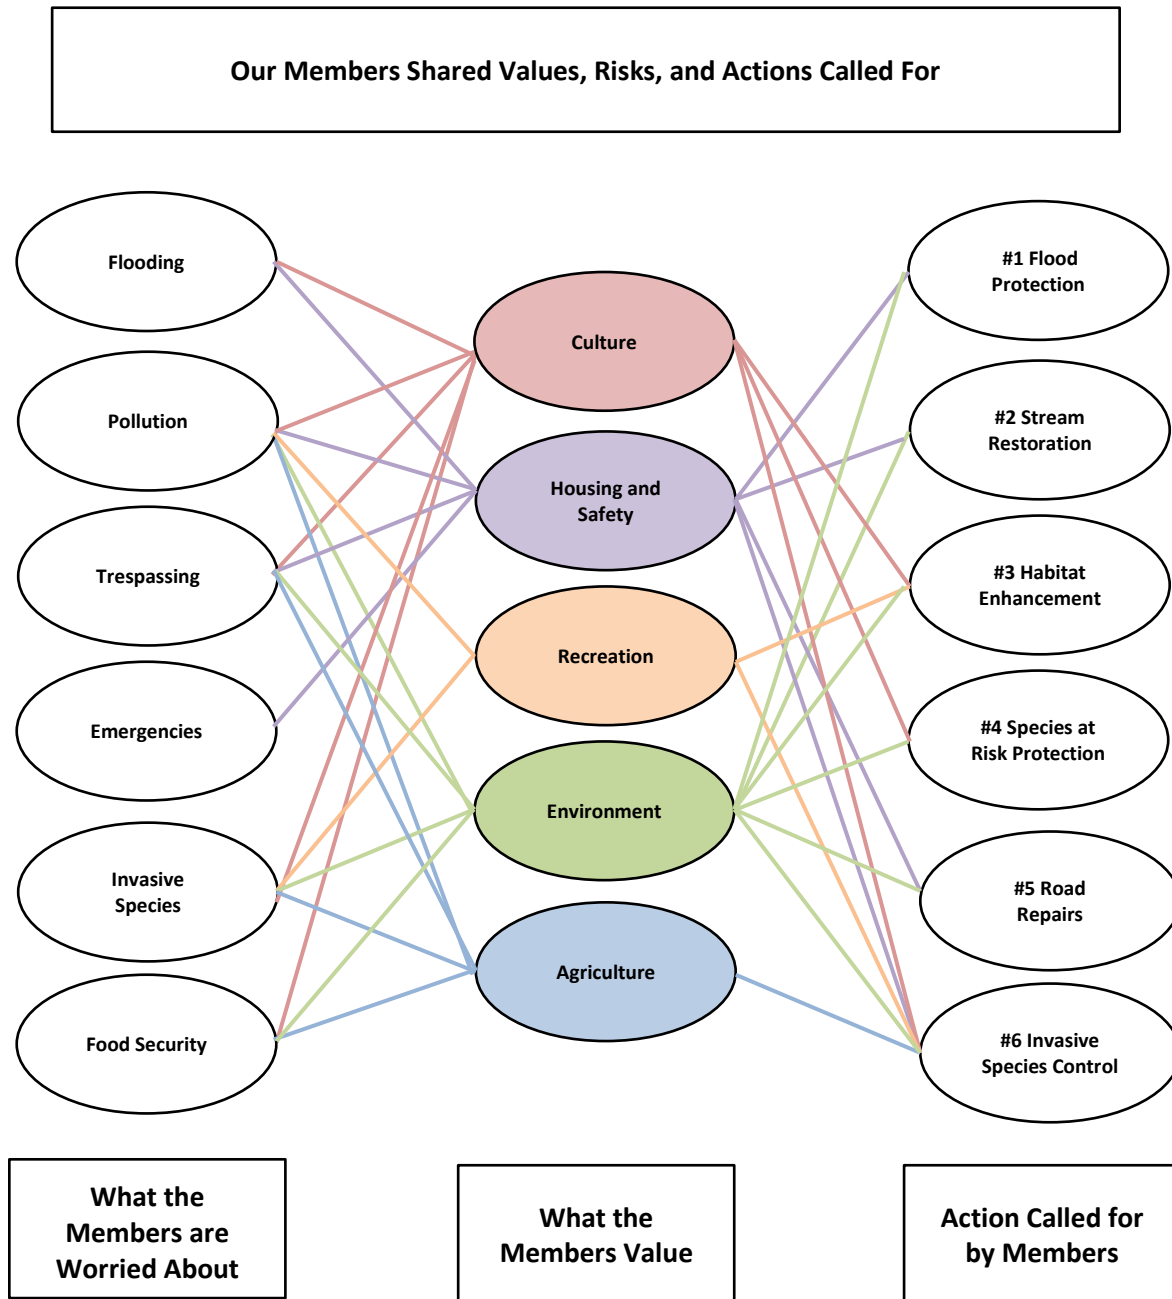 Our Members Shared Values, Risks, and Actions Called For
Flooding
Pollution
Trespassing
Emergencies
Invasive
Species
Food Security
Culture
Housing and
Safety
Recreation
Environment
Agriculture
#1 Flood
Protection
#2 Stream
Restoration
#3 Habitat
Enhancement
#4 Species at
Risk Protection
#5 Road
Repairs
#6 Invasive
Species Control
What the
Members are
Worried About
What the
Members Value
Action Called for
by Members